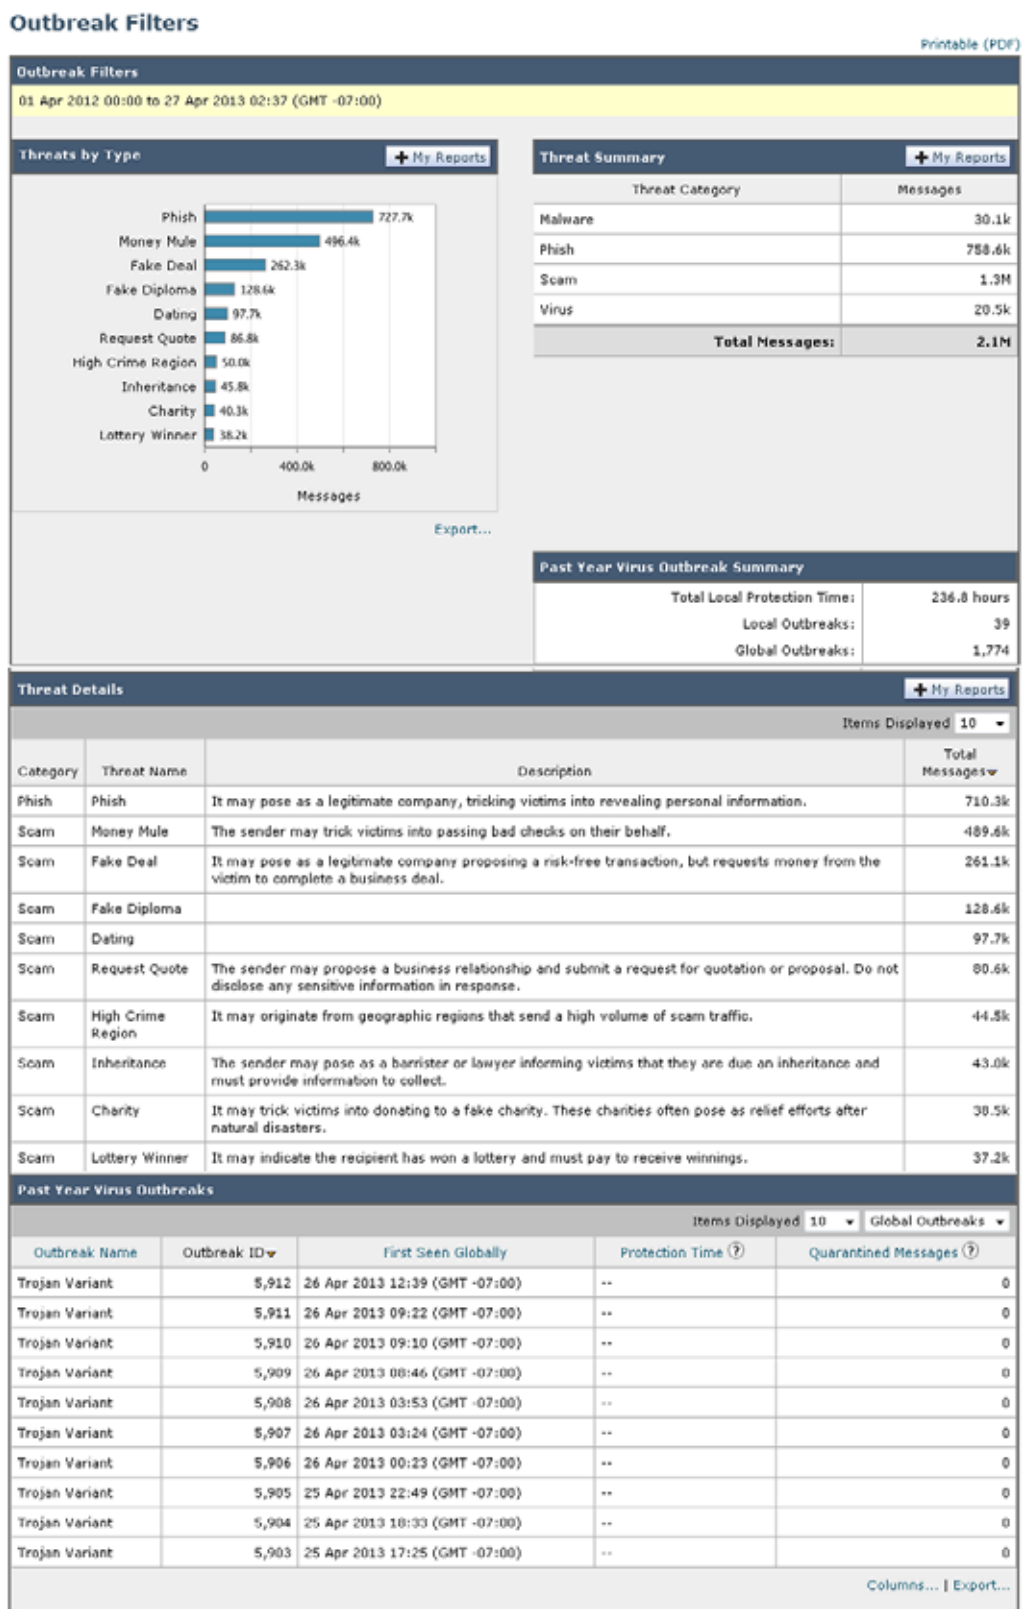 Outbreak Filters
Printable (PDF)
Outbreak Filters
01 Apr 2012 00:00 to 27 Apr 2013 02:37 (GMT -07:00)
Threats by Type
+ My Reports
Phish 727.7k
Money Mule 496.4k
Fake Deal 262.3k
Fake Diploma 128.6k
Dating 97.7k
Request Quote 86.8k
High Crime Region 50.0k
Inheritance 45.8k
Charity 40.3k
Lottery Winner 38.2k
0 400.0k 800.0k
Messages
Export...
Threat Summary
+ My Reports
Threat Category Messages
Malware 30.1k
Phish 758.6k
Scam 1.3M
Virus 20.5k
Total Messages: 2.1M
Past Year Virus Outbreak Summary
Total Local Protection Time: 236.8 hours
Local Outbreaks: 39
Global Outbreaks: 1,774
Threat Details
+ My Reports
Items Displayed 10
Category Threat Name Description Total Messages
Phish Phish It may pose as a legitimate company, tricking victims into revealing personal information. 710.3k
Scam Money Mule The sender may trick victims into passing bad checks on their behalf. 489.6k
Scam Fake Deal It may pose as a legitimate company proposing a risk-free transaction, but requests money from the 261.1k
victim to complete a business deal.
Scam Fake Diploma 128.6k
Scam Dating 97.7k
Scam Request Quote The sender may propose a business relationship and submit a request for quotation or proposal. Do not 80.6k
disclose any sensitive information in response.
Scam High Crime It may originate from geographic regions that send a high volume of scam traffic. 44.5k
Region
Scam Inheritance The sender may pose as a barrister or lawyer informing victims that they are due an inheritance and 43.0k
must provide information to collect.
Scam Charity It may trick victims into donating to a fake charity. These charities often pose as relief efforts after 38.5k
natural disasters.
Scam Lottery Winner It may indicate the recipient has won a lottery and must pay to receive winnings. 37.2k
Past Year Virus Outbreaks
Items Displayed 10 Global Outbreaks
Outbreak Name Outbreak ID First Seen Globally Protection Time ? Quarantined Messages ?
Trojan Variant 5,912 26 Apr 2013 12:39 (GMT -07:00) -- 0
Trojan Variant 5,911 26 Apr 2013 09:22 (GMT -07:00) -- 0
Trojan Variant 5,910 26 Apr 2013 09:10 (GMT -07:00) -- 0
Trojan Variant 5,909 26 Apr 2013 08:46 (GMT -07:00) -- 0
Trojan Variant 5,908 26 Apr 2013 03:53 (GMT -07:00) -- 0
Trojan Variant 5,907 26 Apr 2013 03:24 (GMT -07:00) -- 0
Trojan Variant 5,906 26 Apr 2013 00:23 (GMT -07:00) -- 0
Trojan Variant 5,905 25 Apr 2013 22:49 (GMT -07:00) -- 0
Trojan Variant 5,904 25 Apr 2013 18:33 (GMT -07:00) -- 0
Trojan Variant 5,903 25 Apr 2013 17:25 (GMT -07:00) -- 0
Columns... | Export...